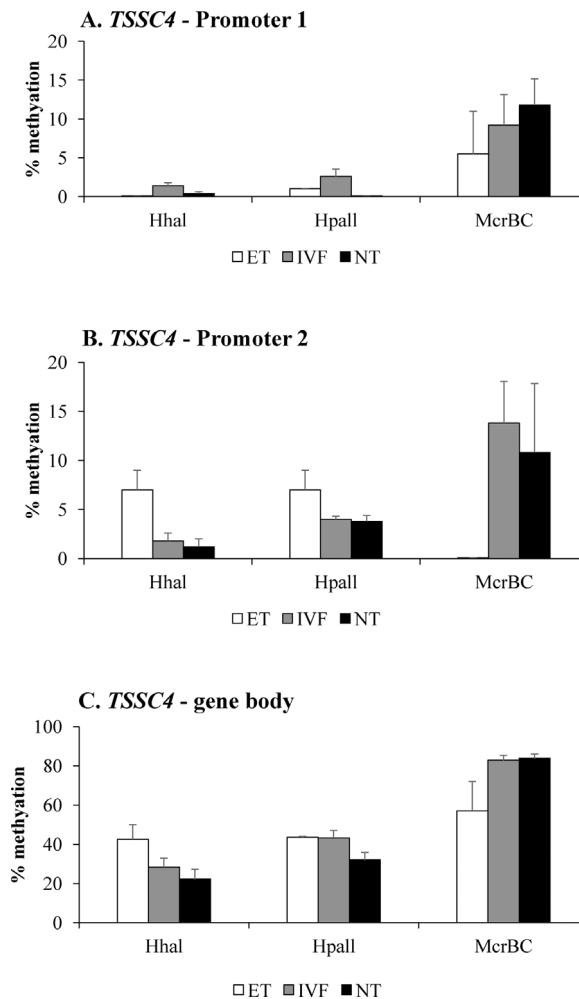 A. TSSC4 - Promoter 1
% methyation
20
15
10
5
0
HhaI HpaII McrBC
ET IVF NT
B. TSSC4 - Promoter 2
% methyation
20
15
10
5
0
HhaI HpaII McrBC
ET IVF NT
C. TSSC4 - gene body
% methyation
100
80
60
40
20
0
HhaI HpaII McrBC
ET IVF NT